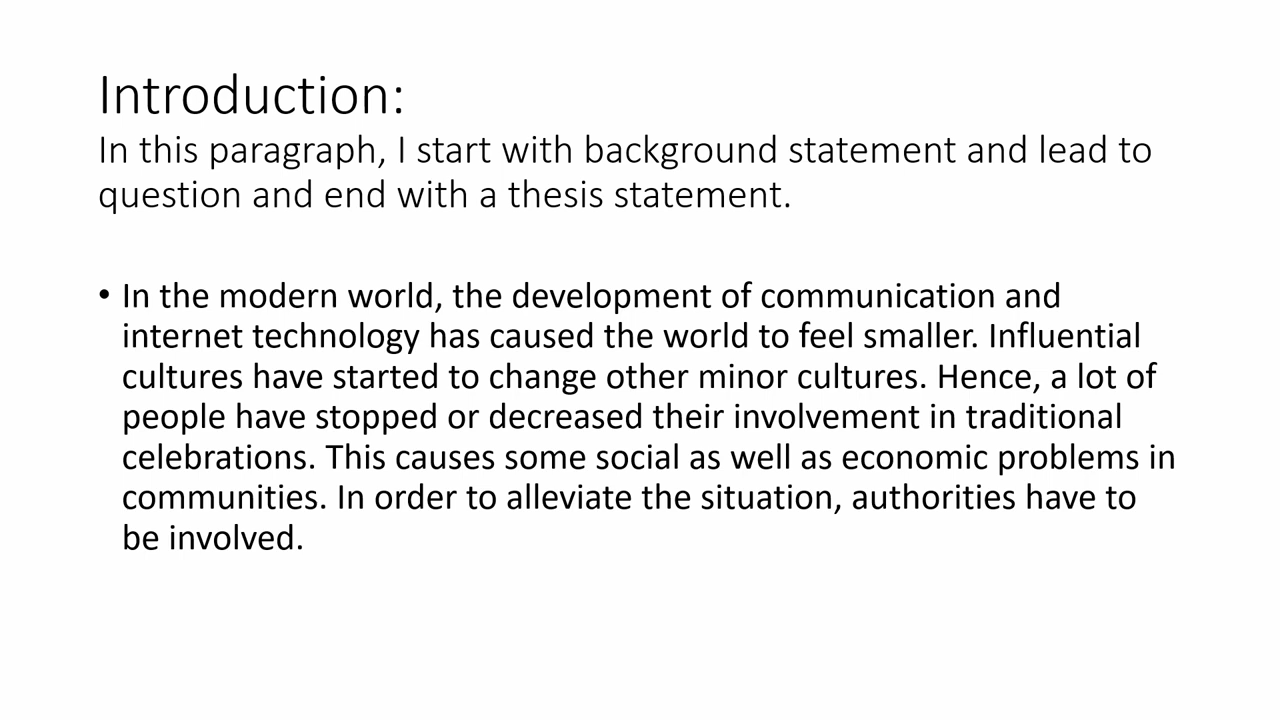 Introduction:
In this paragraph, I start with background statement and lead to
question and end with a thesis statement.
• In the modern world, the development of communication and
internet technology has caused the world to feel smaller. Influential
cultures have started to change other minor cultures. Hence, a lot of
people have stopped or decreased their involvement in traditional
celebrations. This causes some social as well as economic problems in
communities. In order to alleviate the situation, authorities have to
be involved.